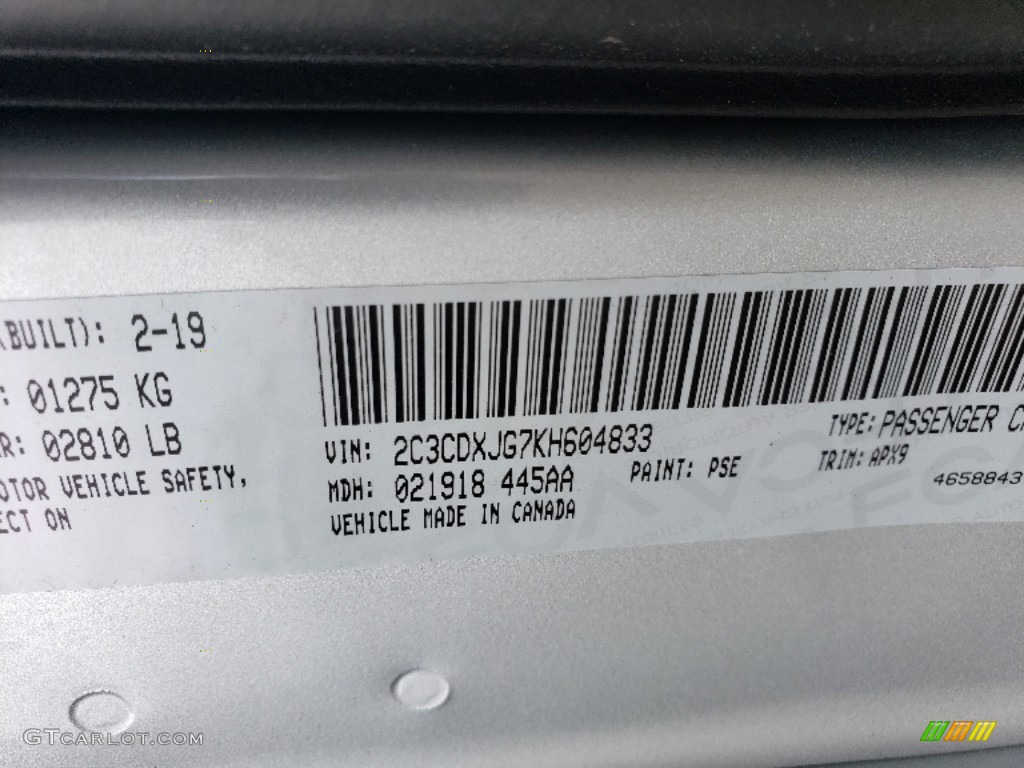 (BUILT): 2-19
: 01275 KG
R: 02810 LB
OTOR VEHICLE SAFETY,
ECT ON
VIN: 2C3CDXJG7KH604833
TYPE: PASSENGER C
MDH: 021918 445AA
PAINT: PSE
TRIM: APX9
4658843
VEHICLE MADE IN CANADA
GTCARLOT.COM